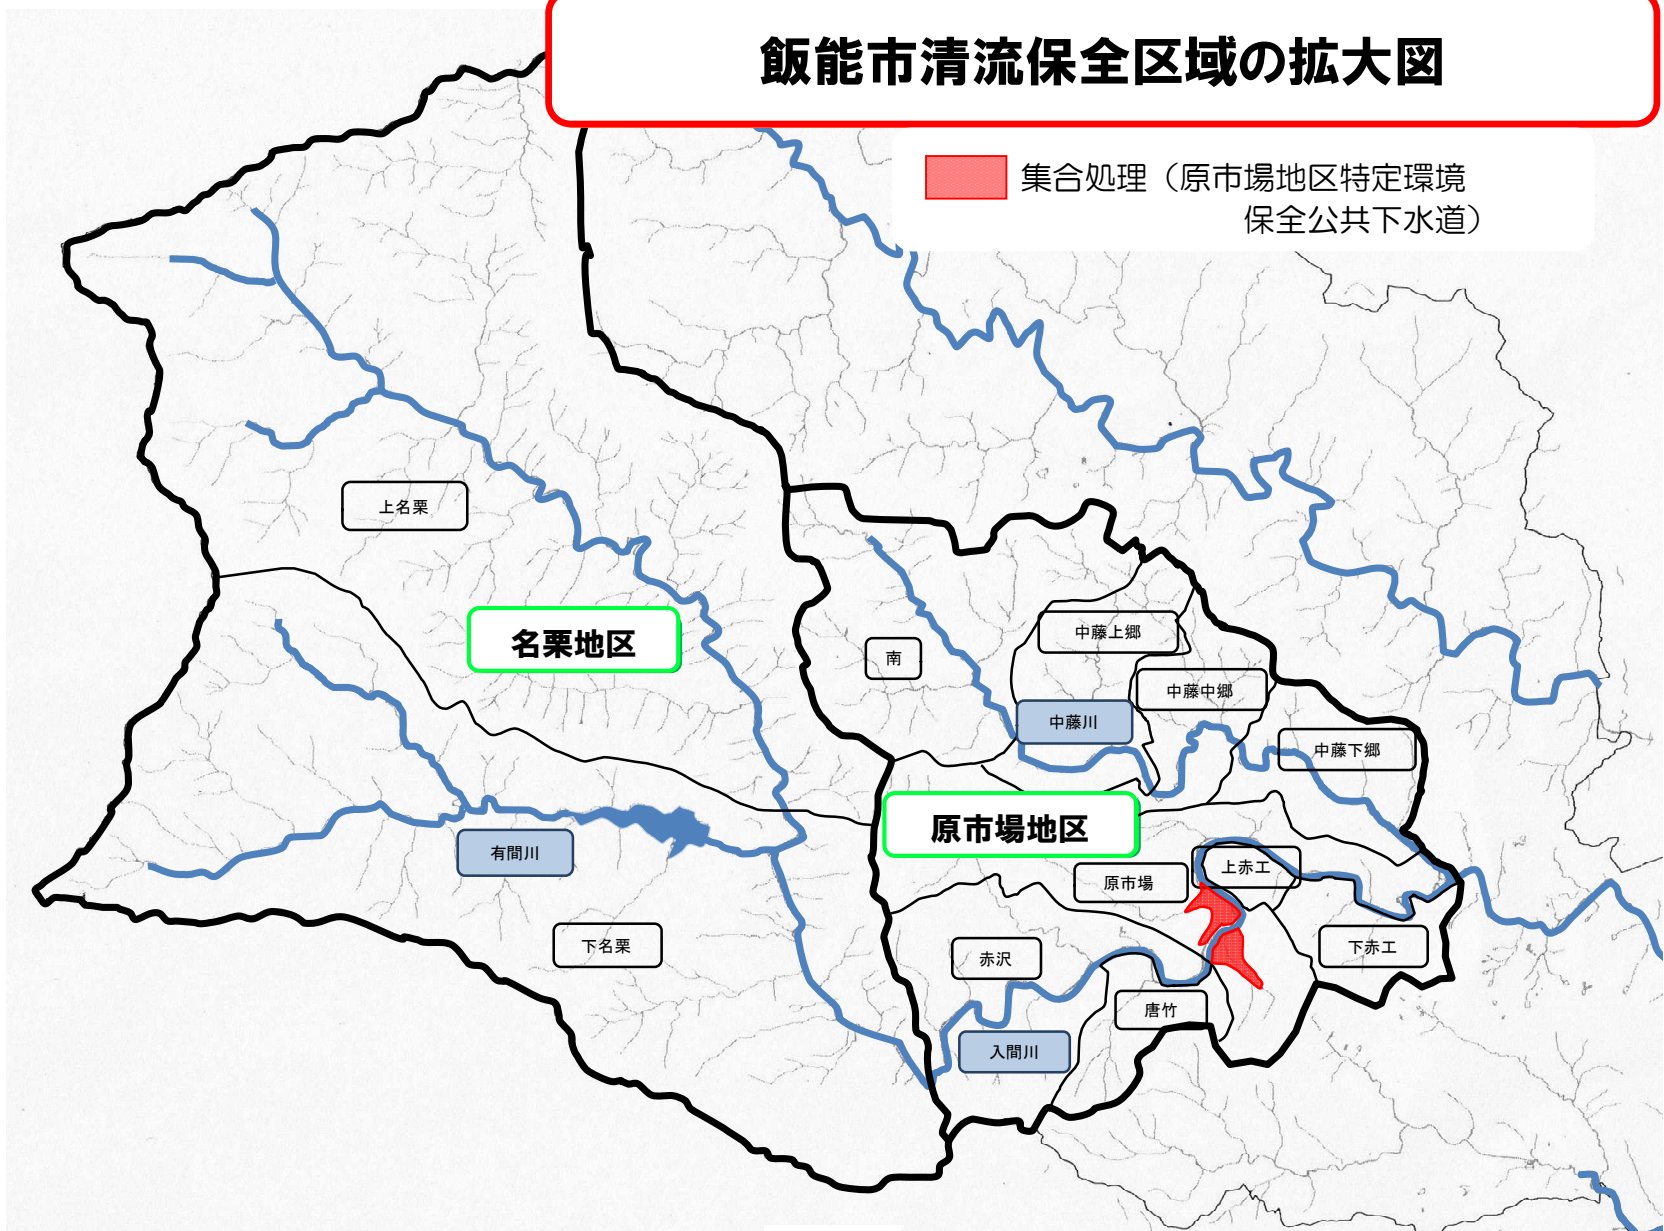 飯能市清流保全区域の拡大図
集合処理（原市場地区特定環境
保全公共下水道）
上名栗
名栗地区
南
中藤上郷
中藤中郷
中藤川
中藤下郷
原市場地区
有間川
原市場
上赤工
下名栗
赤沢
下赤工
唐竹
入間川